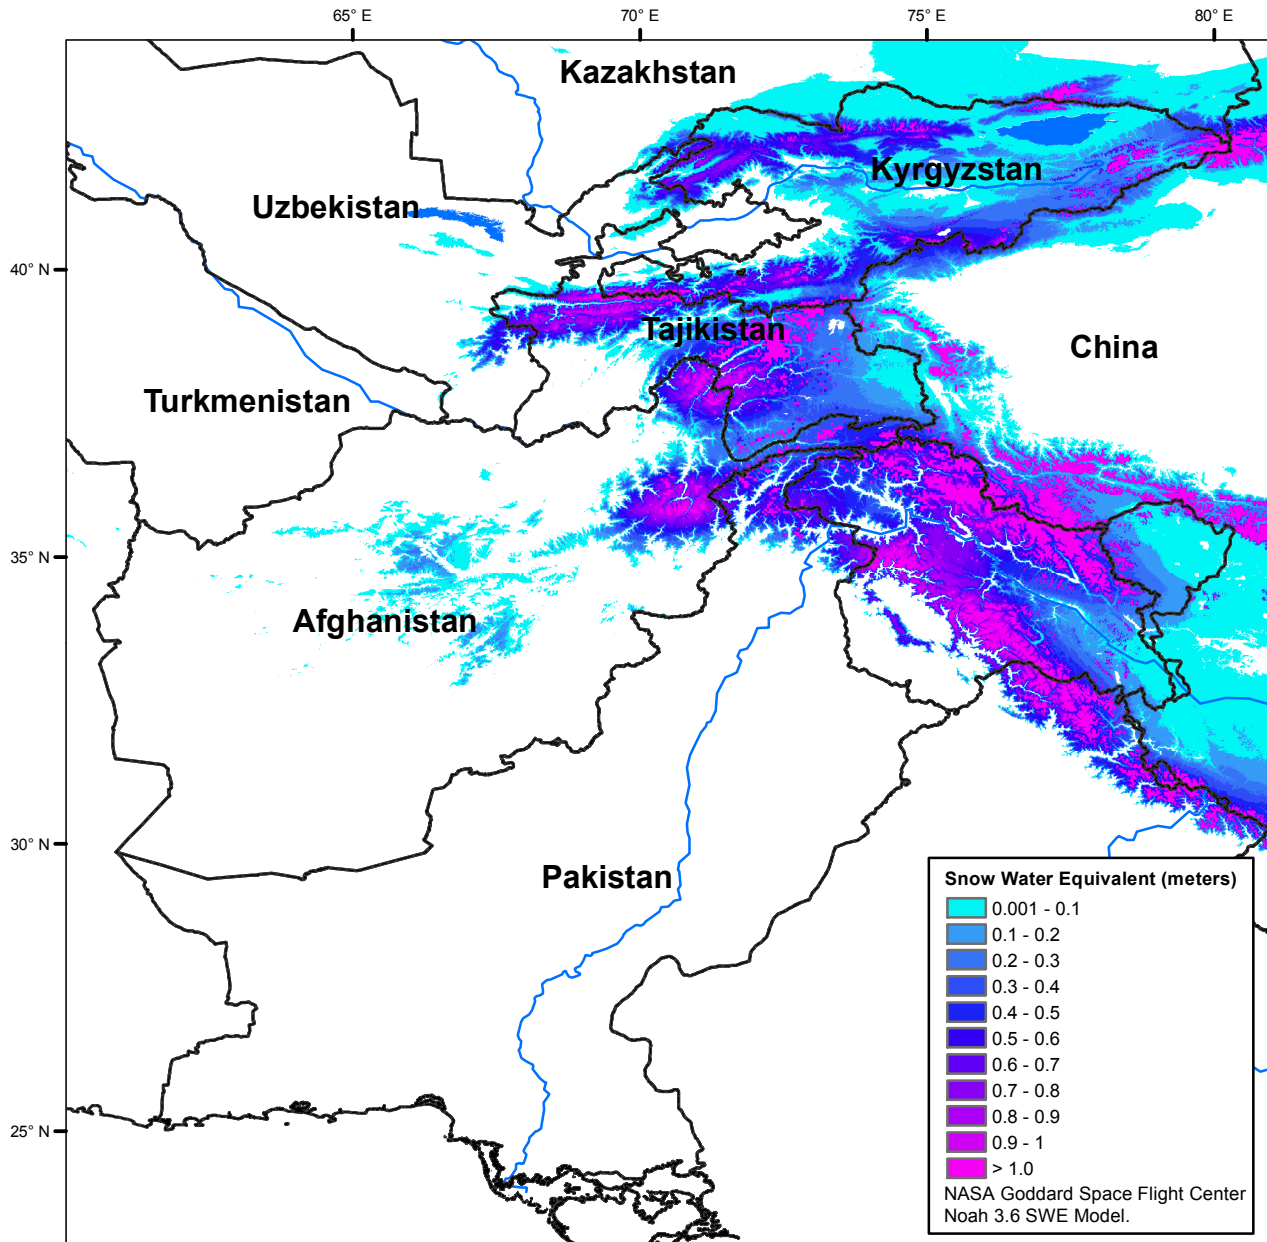 65° E
70° E
75° E
80° E
Kazakhstan
Kyrgyzstan
Uzbekistan
40° N
Tajikistan
China
Turkmenistan
35° N
Afghanistan
30° N
Pakistan
25° N
Snow Water Equivalent (meters)
0.001 - 0.1
0.1 - 0.2
0.2 - 0.3
0.3 - 0.4
0.4 - 0.5
0.5 - 0.6
0.6 - 0.7
0.7 - 0.8
0.8 - 0.9
0.9 - 1
> 1.0
NASA Goddard Space Flight Center
Noah 3.6 SWE Model.